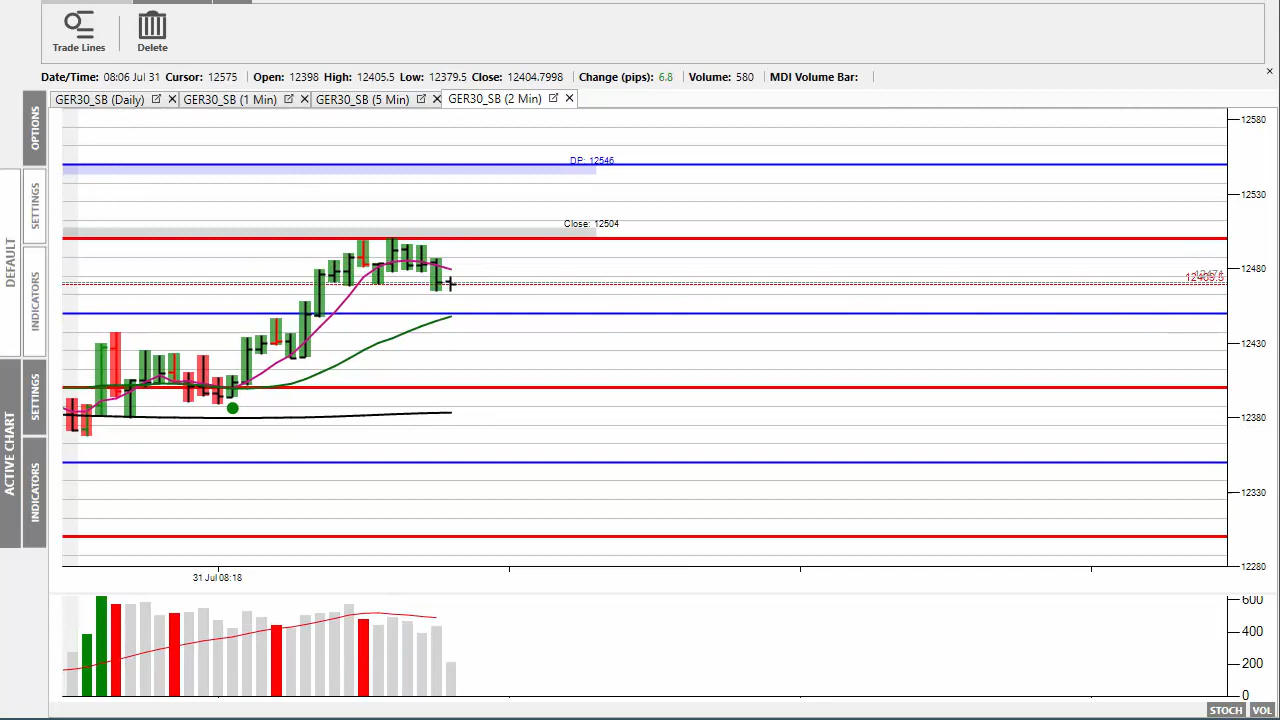 Trade Lines
Delete
Date/Time: 08:06 Jul 31 Cursor: 12575 Open: 12398 High: 12405.5 Low: 12379.5 Close: 12404.7998 Change (pips): 6.8 Volume: 580 MDI Volume Bar:
GER30_SB (Daily) GER30_SB (1 Min) GER30_SB (5 Min) GER30_SB (2 Min)
OPTIONS
SETTINGS
INDICATORS
DEFAULT
SETTINGS
INDICATORS
ACTIVE CHART
DP: 12546
Close: 12504
12580
12530
12480
12430
12380
12330
12280
31 Jul 08:18
600
400
200
0
STOCH VOL